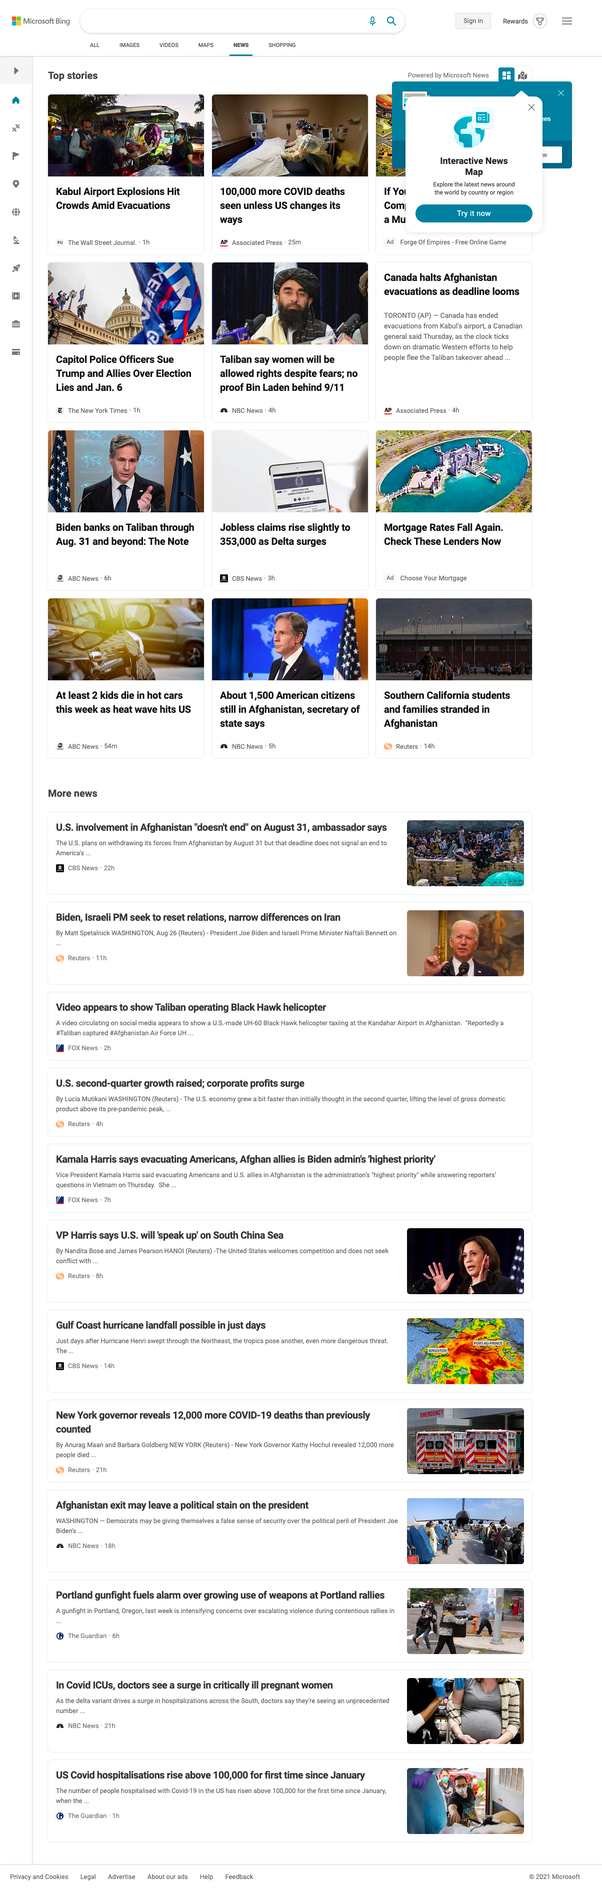 Microsoft Bing
Sign in
Rewards
ALL
IMAGES
VIDEOS
MAPS
NEWS
SHOPPING
Top stories
Powered by Microsoft News
Interactive News
Map
Explore the latest news around
the world by country or region
Try it now
Kabul Airport Explosions Hit
Crowds Amid Evacuations
The Wall Street Journal. · 1h
100,000 more COVID deaths
seen unless US changes its
ways
AP Associated Press · 25m
If You
a Mu
Ad Forge Of Empires - Free Online Game
Capitol Police Officers Sue
Trump and Allies Over Election
Lies and Jan. 6
The New York Times · 1h
Taliban say women will be
allowed rights despite fears; no
proof Bin Laden behind 9/11
NBC News · 4h
Canada halts Afghanistan
evacuations as deadline looms
TORONTO (AP) — Canada has ended
evacuations from Kabul's airport, a Canadian
general said Thursday, as the clock ticks
down on dramatic Western efforts to help
people flee the Taliban takeover ahead ...
AP Associated Press · 4h
Biden banks on Taliban through
Aug. 31 and beyond: The Note
ABC News · 6h
Jobless claims rise slightly to
353,000 as Delta surges
CBS News · 3h
Mortgage Rates Fall Again.
Check These Lenders Now
Ad Choose Your Mortgage
At least 2 kids die in hot cars
this week as heat wave hits US
ABC News · 54m
About 1,500 American citizens
still in Afghanistan, secretary of
state says
NBC News · 5h
Southern California students
and families stranded in
Afghanistan
Reuters · 14h
More news
U.S. involvement in Afghanistan "doesn't end" on August 31, ambassador says
The U.S. plans on withdrawing its forces from Afghanistan by August 31 but that deadline does not signal an end to
America's ...
CBS News · 22h
Biden, Israeli PM seek to reset relations, narrow differences on Iran
By Matt Spetalnick WASHINGTON, Aug 26 (Reuters) - President Joe Biden and Israeli Prime Minister Naftali Bennett on
...
Reuters · 11h
Video appears to show Taliban operating Black Hawk helicopter
A video circulating on social media appears to show a U.S.-made UH-60 Black Hawk helicopter taxiing at the Kandahar Airport in Afghanistan. "Reportedly a
#Taliban captured #Afghanistan Air Force UH ...
FOX News · 2h
U.S. second-quarter growth raised; corporate profits surge
By Lucia Mutikani WASHINGTON (Reuters) - The U.S. economy grew a bit faster than initially thought in the second quarter, lifting the level of gross domestic
product above its pre-pandemic peak, ...
Reuters · 4h
Kamala Harris says evacuating Americans, Afghan allies is Biden admin's 'highest priority'
Vice President Kamala Harris said evacuating Americans and U.S. allies in Afghanistan is the administration's "highest priority" while answering reporters'
questions in Vietnam on Thursday. She ...
FOX News · 7h
VP Harris says U.S. will 'speak up' on South China Sea
By Nandita Bose and James Pearson HANOI (Reuters) -The United States welcomes competition and does not seek
conflict with ...
Reuters · 8h
Gulf Coast hurricane landfall possible in just days
Just days after Hurricane Henri swept through the Northeast, the tropics pose another, even more dangerous threat.
The ...
CBS News · 14h
KINGSTON
PORT-AU-PRINCE
New York governor reveals 12,000 more COVID-19 deaths than previously
counted
By Anurag Maan and Barbara Goldberg NEW YORK (Reuters) - New York Governor Kathy Hochul revealed 12,000 more
people died ...
Reuters · 21h
EMERGENCY
Afghanistan exit may leave a political stain on the president
WASHINGTON — Democrats may be giving themselves a false sense of security over the political peril of President Joe
Biden's ...
NBC News · 18h
Portland gunfight fuels alarm over growing use of weapons at Portland rallies
A gunfight in Portland, Oregon, last week is intensifying concerns over escalating violence during contentious rallies in
...
The Guardian · 6h
In Covid ICUs, doctors see a surge in critically ill pregnant women
As the delta variant drives a surge in hospitalizations across the South, doctors say they're seeing an unprecedented
number ...
NBC News · 21h
US Covid hospitalisations rise above 100,000 for first time since January
The number of people hospitalised with Covid-19 in the US has risen above 100,000 for the first time since January,
when the ...
The Guardian · 1h
Privacy and Cookies
Legal
Advertise
About our ads
Help
Feedback
© 2021 Microsoft